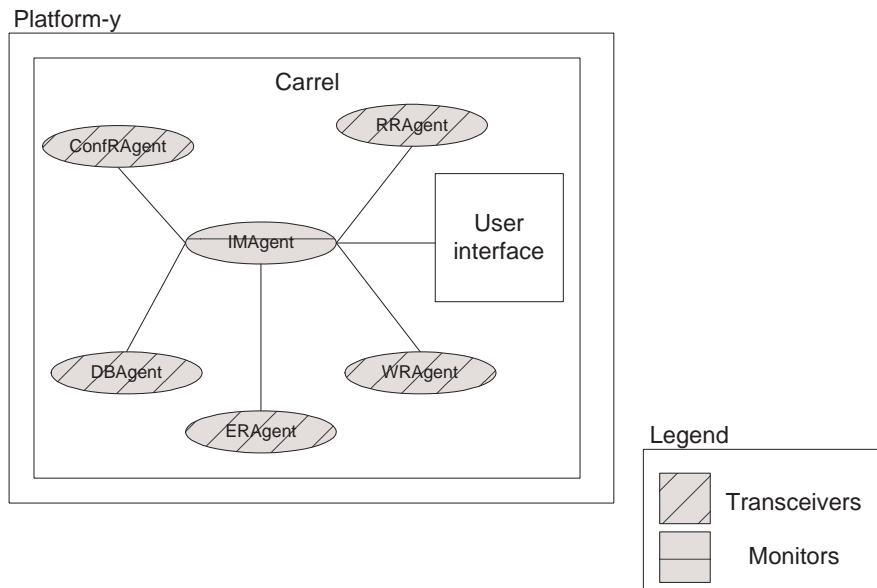 Platform-y
Carrel
ConfRAgent
RRAgent
IMAgent
User
interface
DBAgent
WRAgent
ERAgent
Legend
Transceivers
Monitors